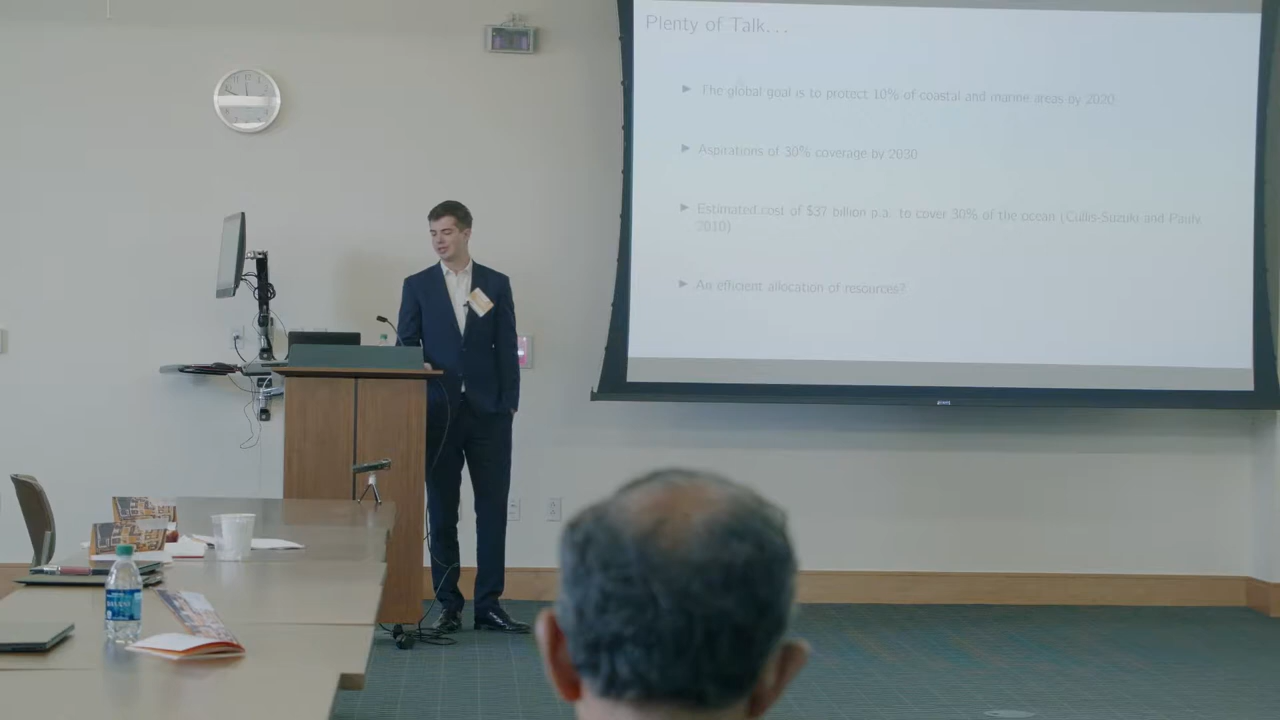 Plenty of Talk...
▶ The global goal is to protect 10% of coastal and marine areas by 2020
▶ Aspirations of 30% coverage by 2030
▶ Estimated cost of $37 billion p.a. to cover 30% of the ocean (Cullis-Suzuki and Pauly,
2010)
▶ An efficient allocation of resources?